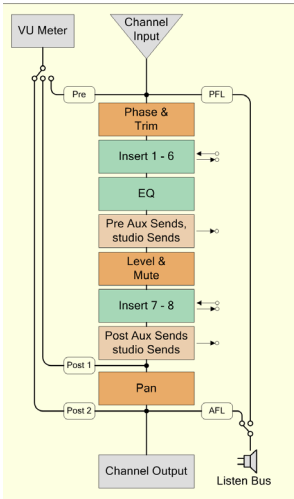 VU Meter
Channel
Input
Pre
PFL
Phase &
Trim
Insert 1 - 6
EQ
Pre Aux Sends,
studio Sends
Level &
Mute
Insert 7 - 8
Post Aux Sends
studio Sends
Post 1
Pan
Post 2
AFL
Channel Output
Listen Bus